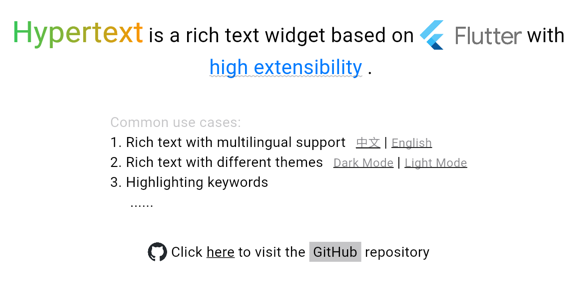 Hypertext is a rich text widget based on Flutter with
high extensibility .
Common use cases:
1. Rich text with multilingual support 中文 | English
2. Rich text with different themes Dark Mode | Light Mode
3. Highlighting keywords
......
Click here to visit the GitHub repository